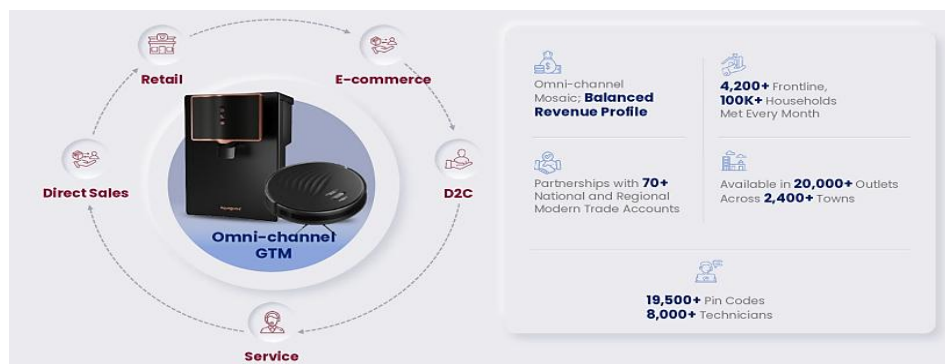 Retail
E-commerce
Direct Sales
D2C
Omni-channel
GTM
Service
Omni-channel
Mosaic; Balanced
Revenue Profile
4,200+ Frontline,
100K+ Households
Met Every Month
Partnerships with 70+
National and Regional
Modern Trade Accounts
Available in 20,000+ Outlets
Across 2,400+ Towns
19,500+ Pin Codes
8,000+ Technicians